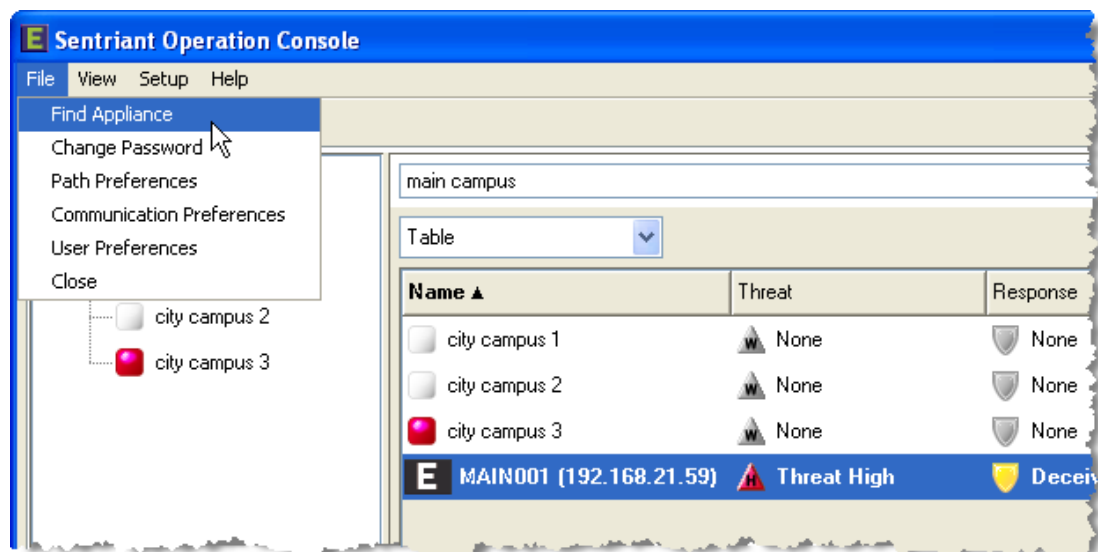 E Sentriant Operation Console
File View Setup Help
Find Appliance
Change Password
Path Preferences
Communication Preferences
User Preferences
Close
city campus 2
city campus 3
main campus
Table
Name Threat Response
city campus 1 W None None
city campus 2 W None None
city campus 3 W None None
E MAIN001 (192.168.21.59) H Threat High Deceiv